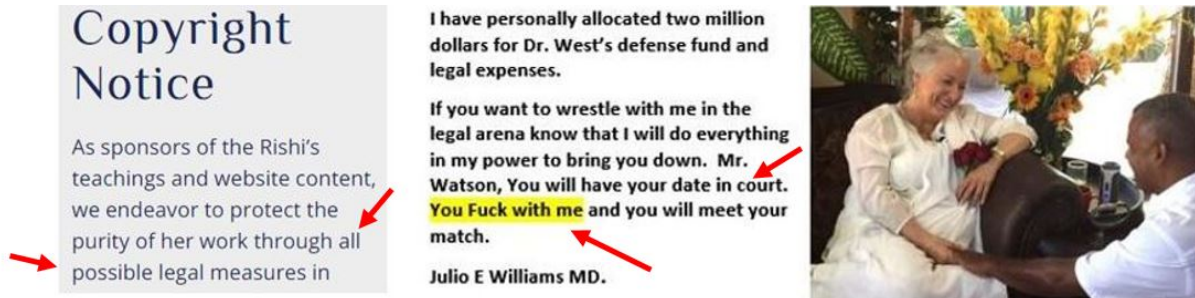 Copyright
Notice
As sponsors of the Rishi's
teachings and website content,
we endeavor to protect the
purity of her work through all
possible legal measures in
I have personally allocated two million
dollars for Dr. West's defense fund and
legal expenses.
If you want to wrestle with me in the
legal arena know that I will do everything
in my power to bring you down. Mr.
Watson, You will have your date in court.
You Fuck with me and you will meet your
match.
Julio E Williams MD.